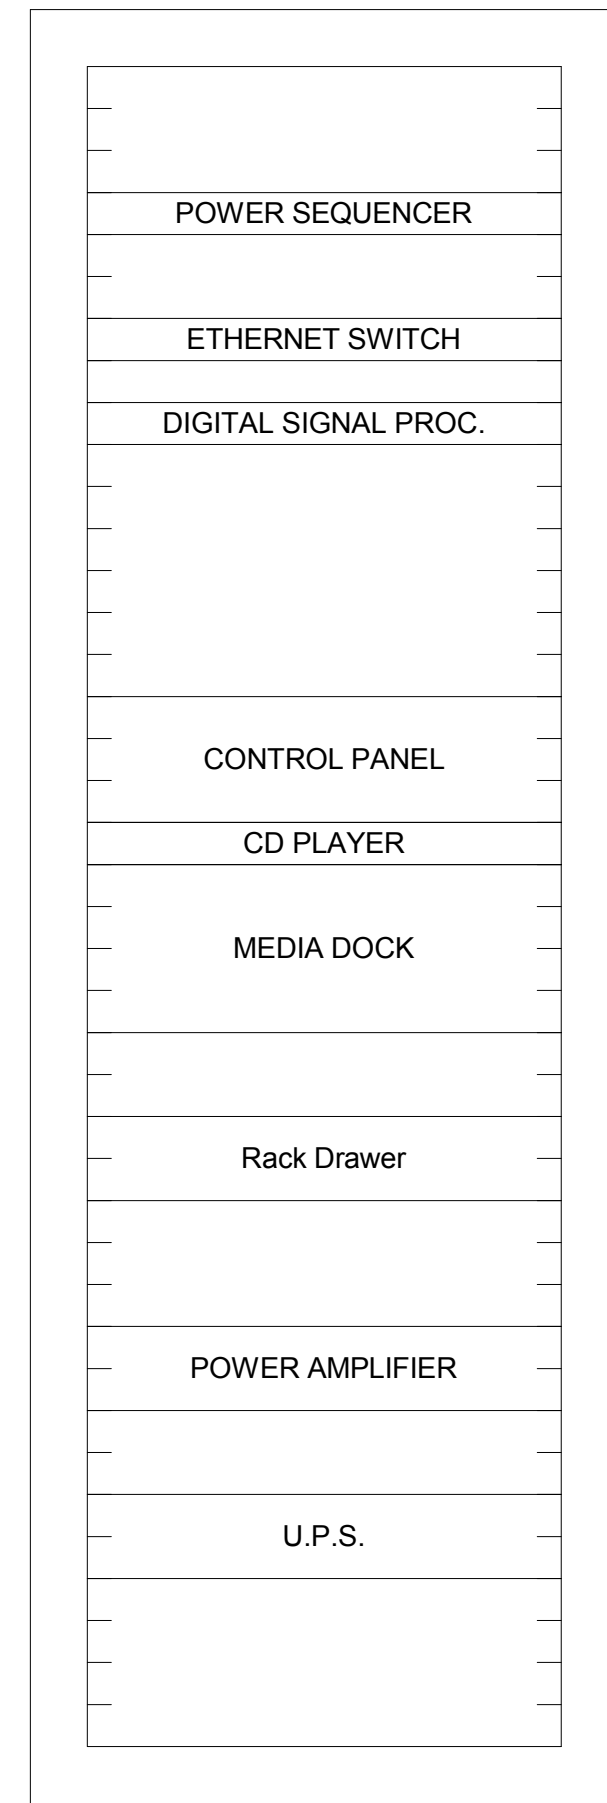 POWER SEQUENCER
ETHERNET SWITCH
DIGITAL SIGNAL PROC.
CONTROL PANEL
CD PLAYER
MEDIA DOCK
Rack Drawer
POWER AMPLIFIER
U.P.S.